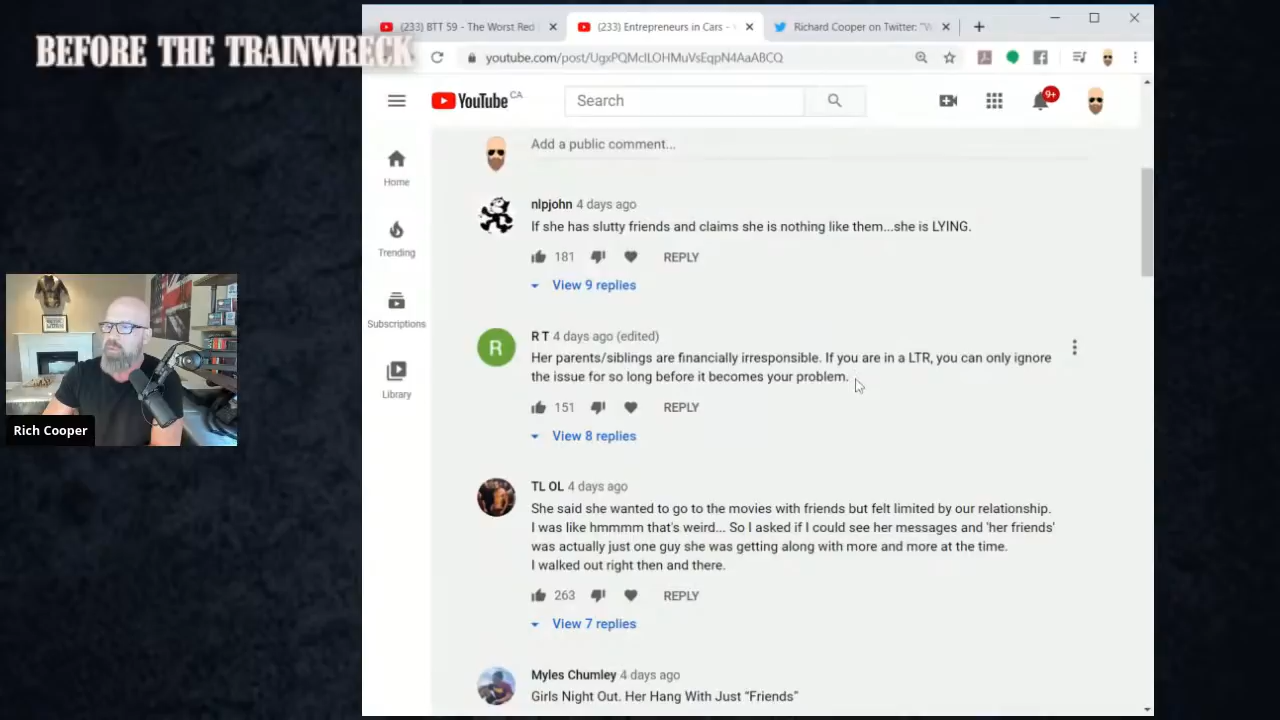 BEFORE THE TRAINWRECK
(233) BTT 59 - The Worst Red
(233) Entrepreneurs in Cars -
Richard Cooper on Twitter: "W
youtube.com/post/UgxPQMcILOHMuVsEqpN4AaABCQ
YouTube CA
Search
9+
Home
Trending
Subscriptions
Library
Add a public comment...
nlpjohn 4 days ago
If she has slutty friends and claims she is nothing like them...she is LYING.
181 REPLY
View 9 replies
R
R T 4 days ago (edited)
Her parents/siblings are financially irresponsible. If you are in a LTR, you can only ignore
the issue for so long before it becomes your problem.
151 REPLY
View 8 replies
TL OL 4 days ago
She said she wanted to go to the movies with friends but felt limited by our relationship.
I was like hmmmm that's weird... So I asked if I could see her messages and 'her friends'
was actually just one guy she was getting along with more and more at the time.
I walked out right then and there.
263 REPLY
View 7 replies
Myles Chumley 4 days ago
Girls Night Out. Her Hang With Just “Friends”
Rich Cooper